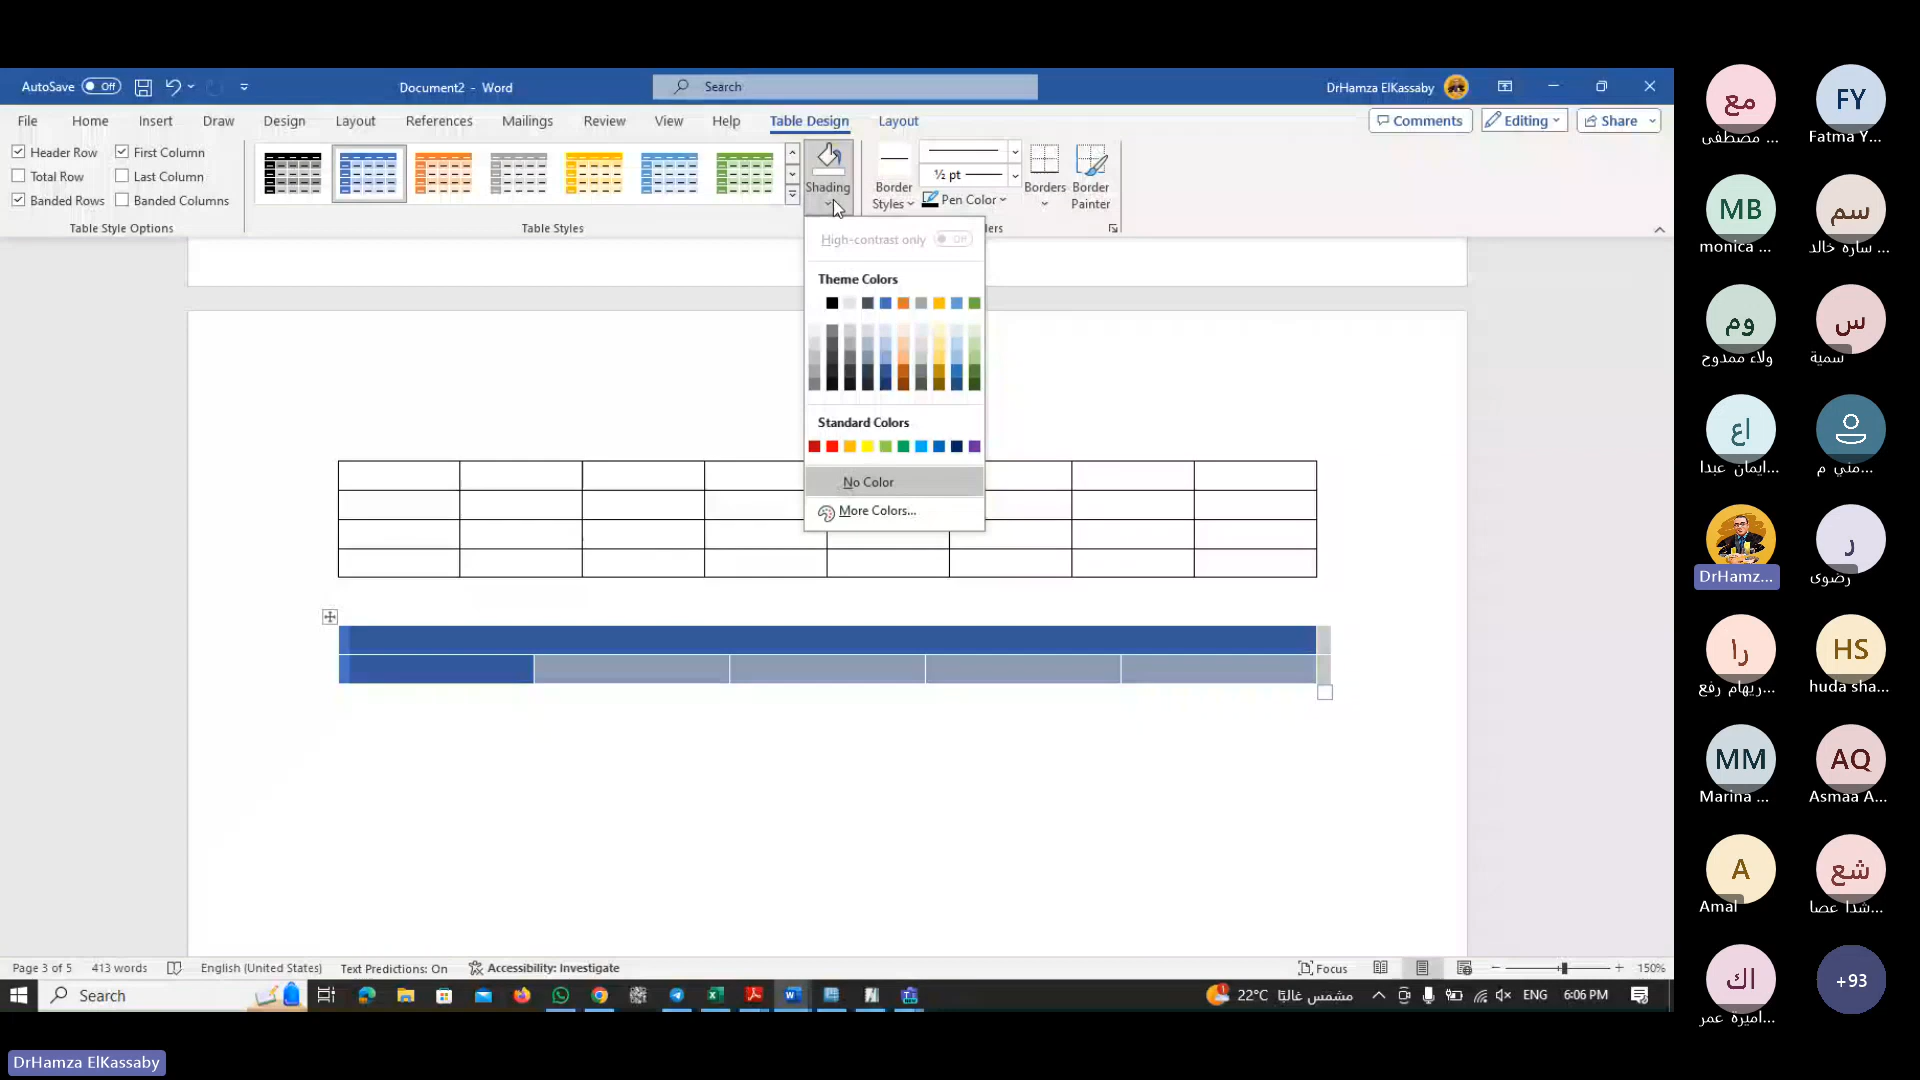 AutoSave Off
Document2 - Word
Search
DrHamza ElKassaby
File Home Insert Draw Design Layout References Mailings Review View Help Table Design Layout
Comments Editing Share
Header Row First Column
Total Row Last Column
Banded Rows Banded Columns
Table Style Options
Table Styles
Shading
Border Styles
½ pt
Pen Color
Borders
Border Painter
ders
High-contrast only Off
Theme Colors
Standard Colors
No Color
More Colors...
Page 3 of 5 413 words English (United States) Text Predictions: On Accessibility: Investigate
Focus 150%
Search
22°C مشمس غالبًا
ENG 6:06 PM
DrHamza ElKassaby
مع
مصطفى ...
FY
Fatma Y...
MB
monica ...
سم
ساره خالد ...
وم
ولاء ممدوح
س
سمية
اع
ايمان عبدا...
مني م...
DrHamz...
ر
رضوى
را
ريهام رفع...
HS
huda sha...
MM
Marina ...
AQ
Asmaa A...
A
Amal
شع
شدا عصا...
اك
اميرة عمر...
+93